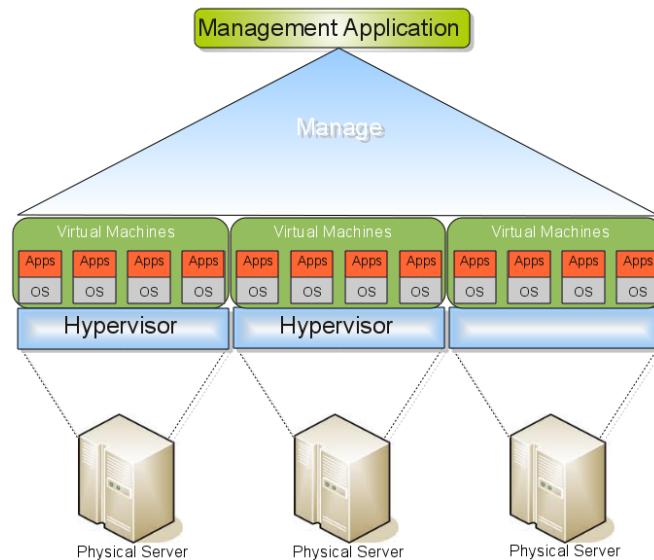 Management Application
Manage
Virtual Machines Virtual Machines Virtual Machines
Apps Apps Apps Apps Apps Apps Apps Apps Apps Apps Apps Apps
OS OS OS OS OS OS OS OS OS OS OS OS
Hypervisor Hypervisor
Physical Server Physical Server Physical Server